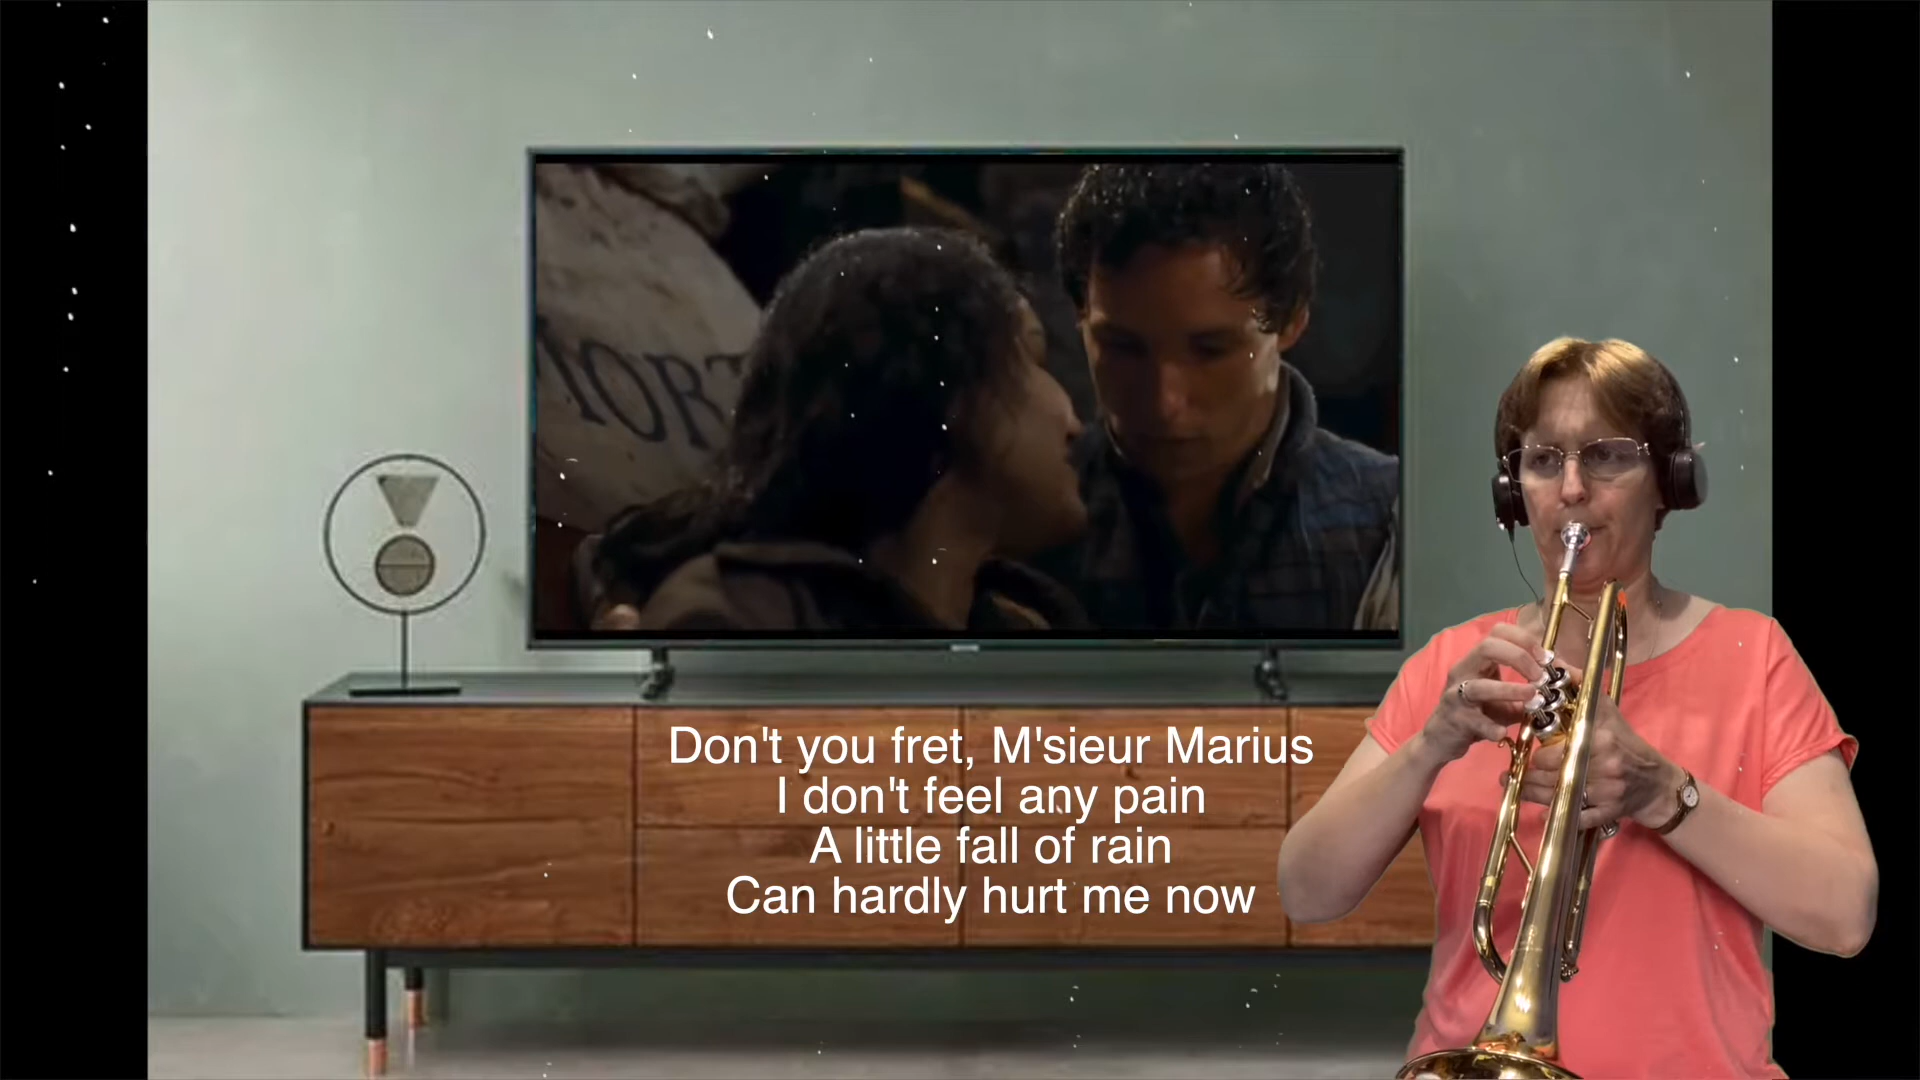 Don't you fret, M'sieur Marius
I don't feel any pain
A little fall of rain
Can hardly hurt me now